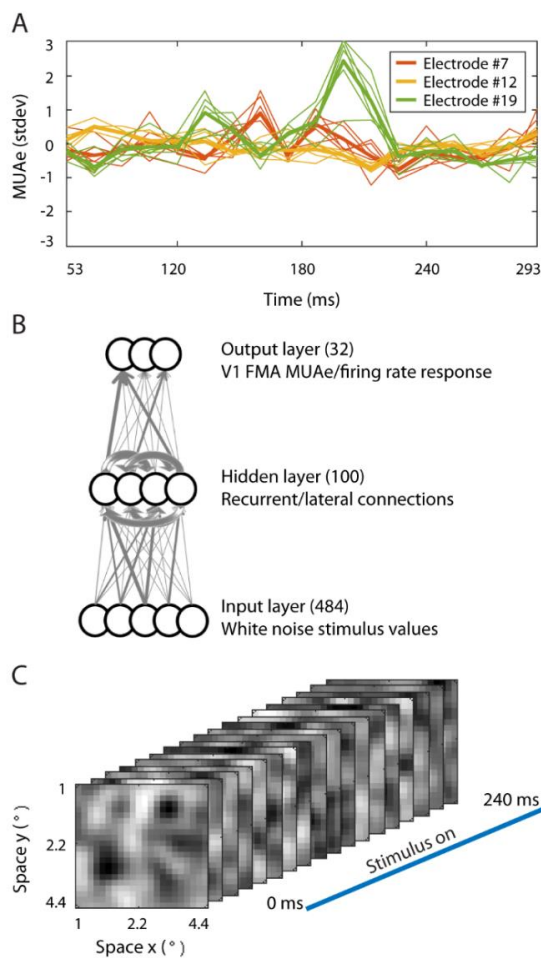 A
3
2
1
0
-1
-2
-3
MUAe (stdev)
Electrode #7
Electrode #12
Electrode #19
53
120
180
240
293
Time (ms)
B
Output layer (32)
V1 FMA MUAe/firing rate response
Hidden layer (100)
Recurrent/lateral connections
Input layer (484)
White noise stimulus values
C
1
2.2
4.4
Space y (°)
1
2.2
4.4
Space x (°)
0 ms
Stimulus on
240 ms